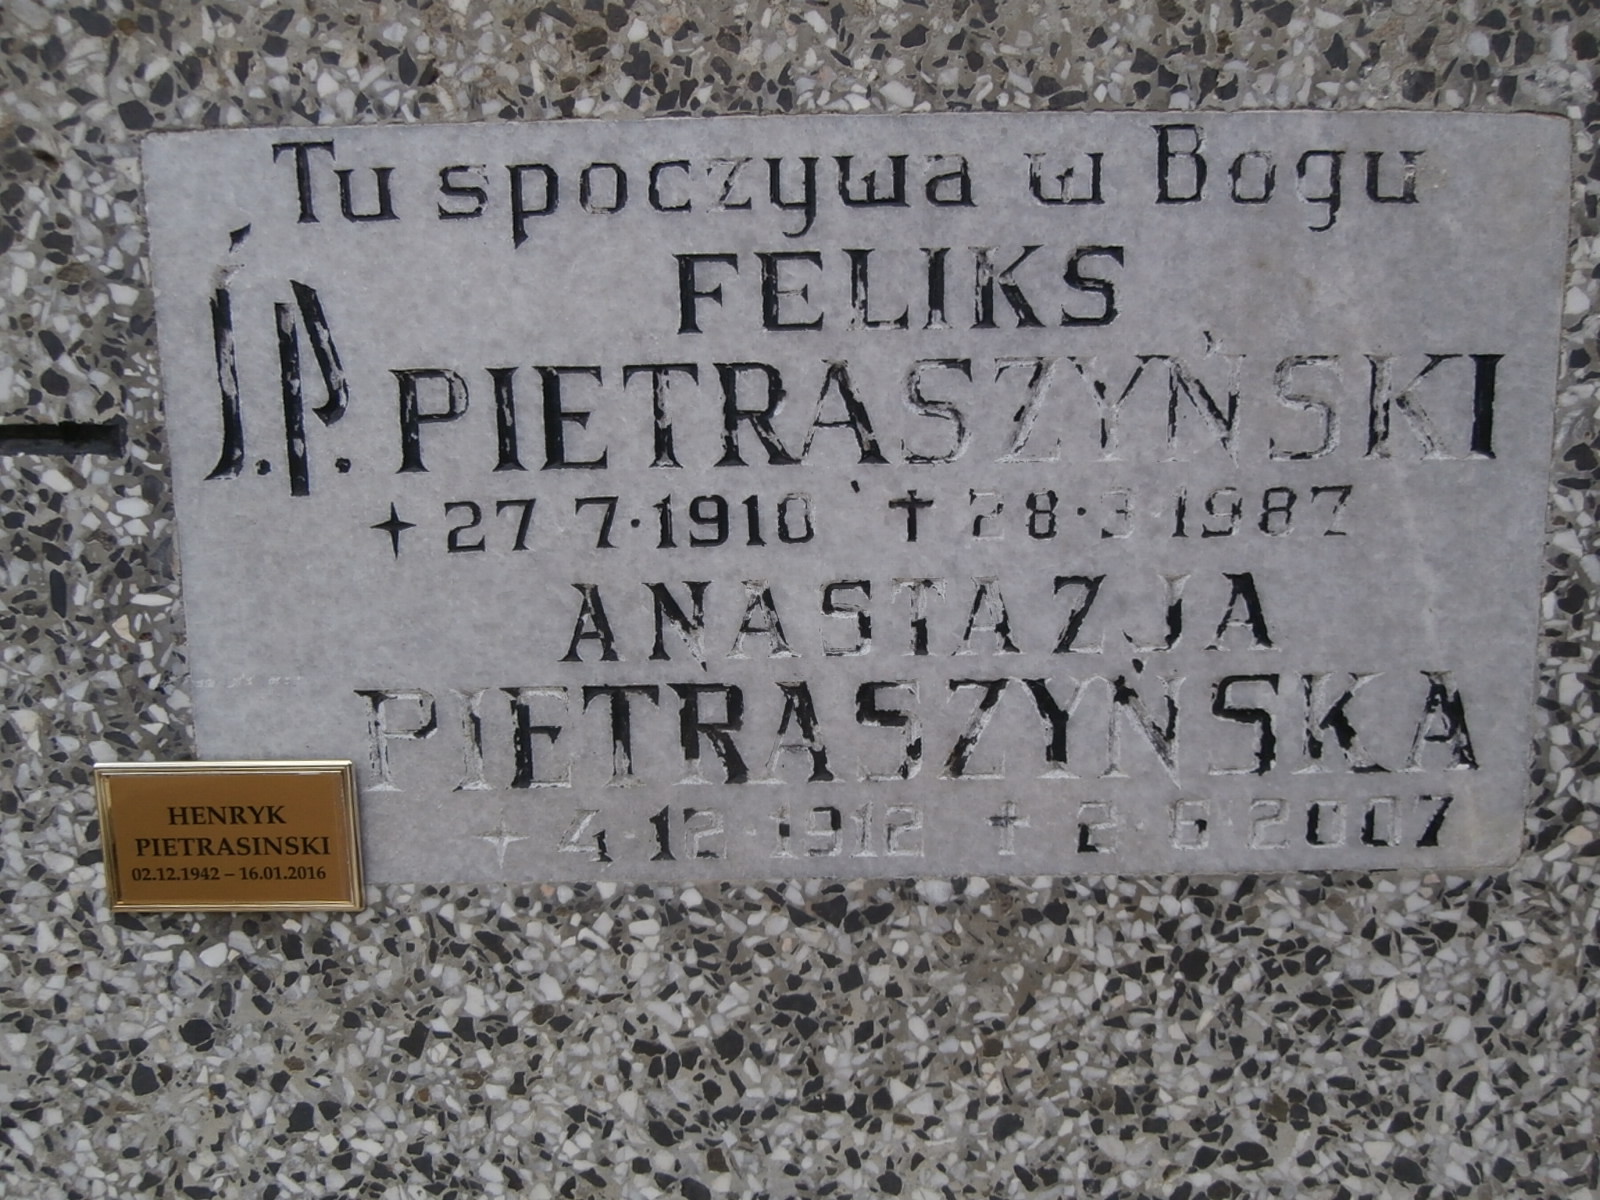 Tu spoczywa w Bogu
Ś.P.
FELIKS
PIETRASZYŃSKI
+ 27 7·1910 † 28·3·1987
ANASTAZJA
PIETRASZYŃSKA
+ 4·12·1912 † 2·6·2007
HENRYK
PIETRASINSKI
02.12.1942 – 16.01.2016